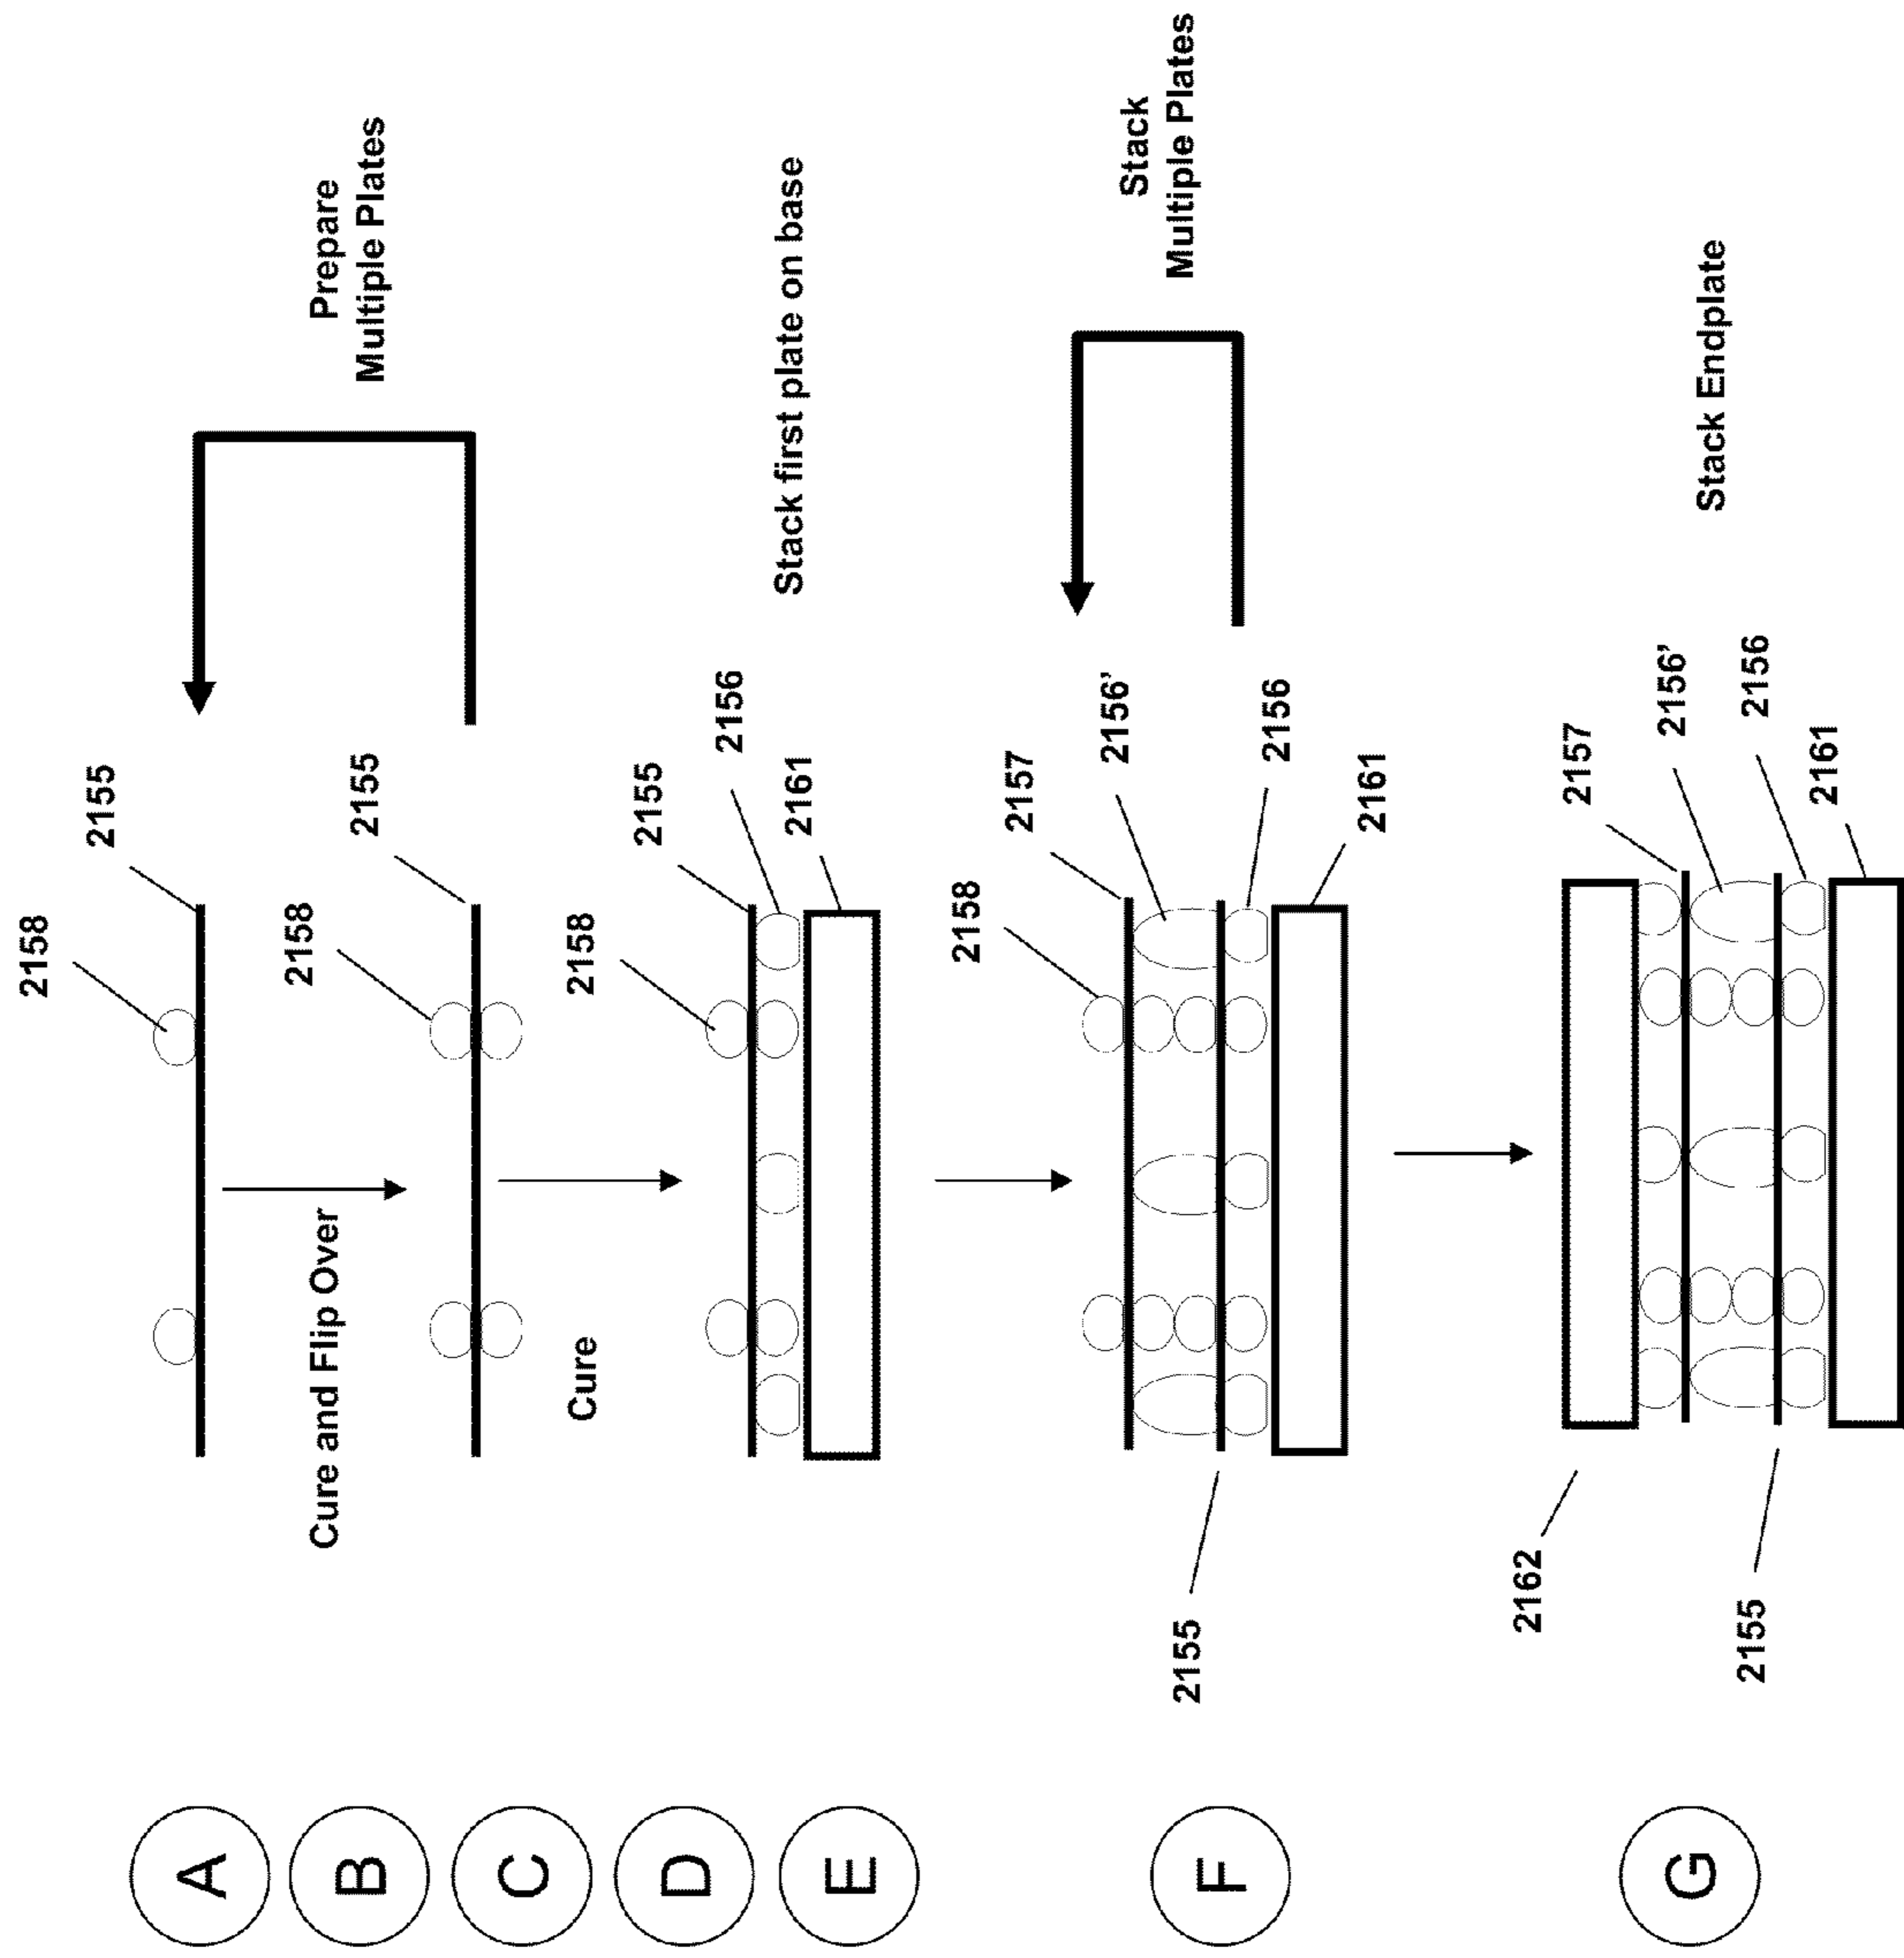 2158
2155
A
Prepare
Multiple Plates
2158
Cure and Flip Over
B
2155
C
2158
Cure
2155
D
2156
Stack first plate on base
2161
E
2158
2157
2156'
Stack
Multiple Plates
2155
F
2156
2161
2162
2157
2156'
G
Stack Endplate
2155
2156
2161